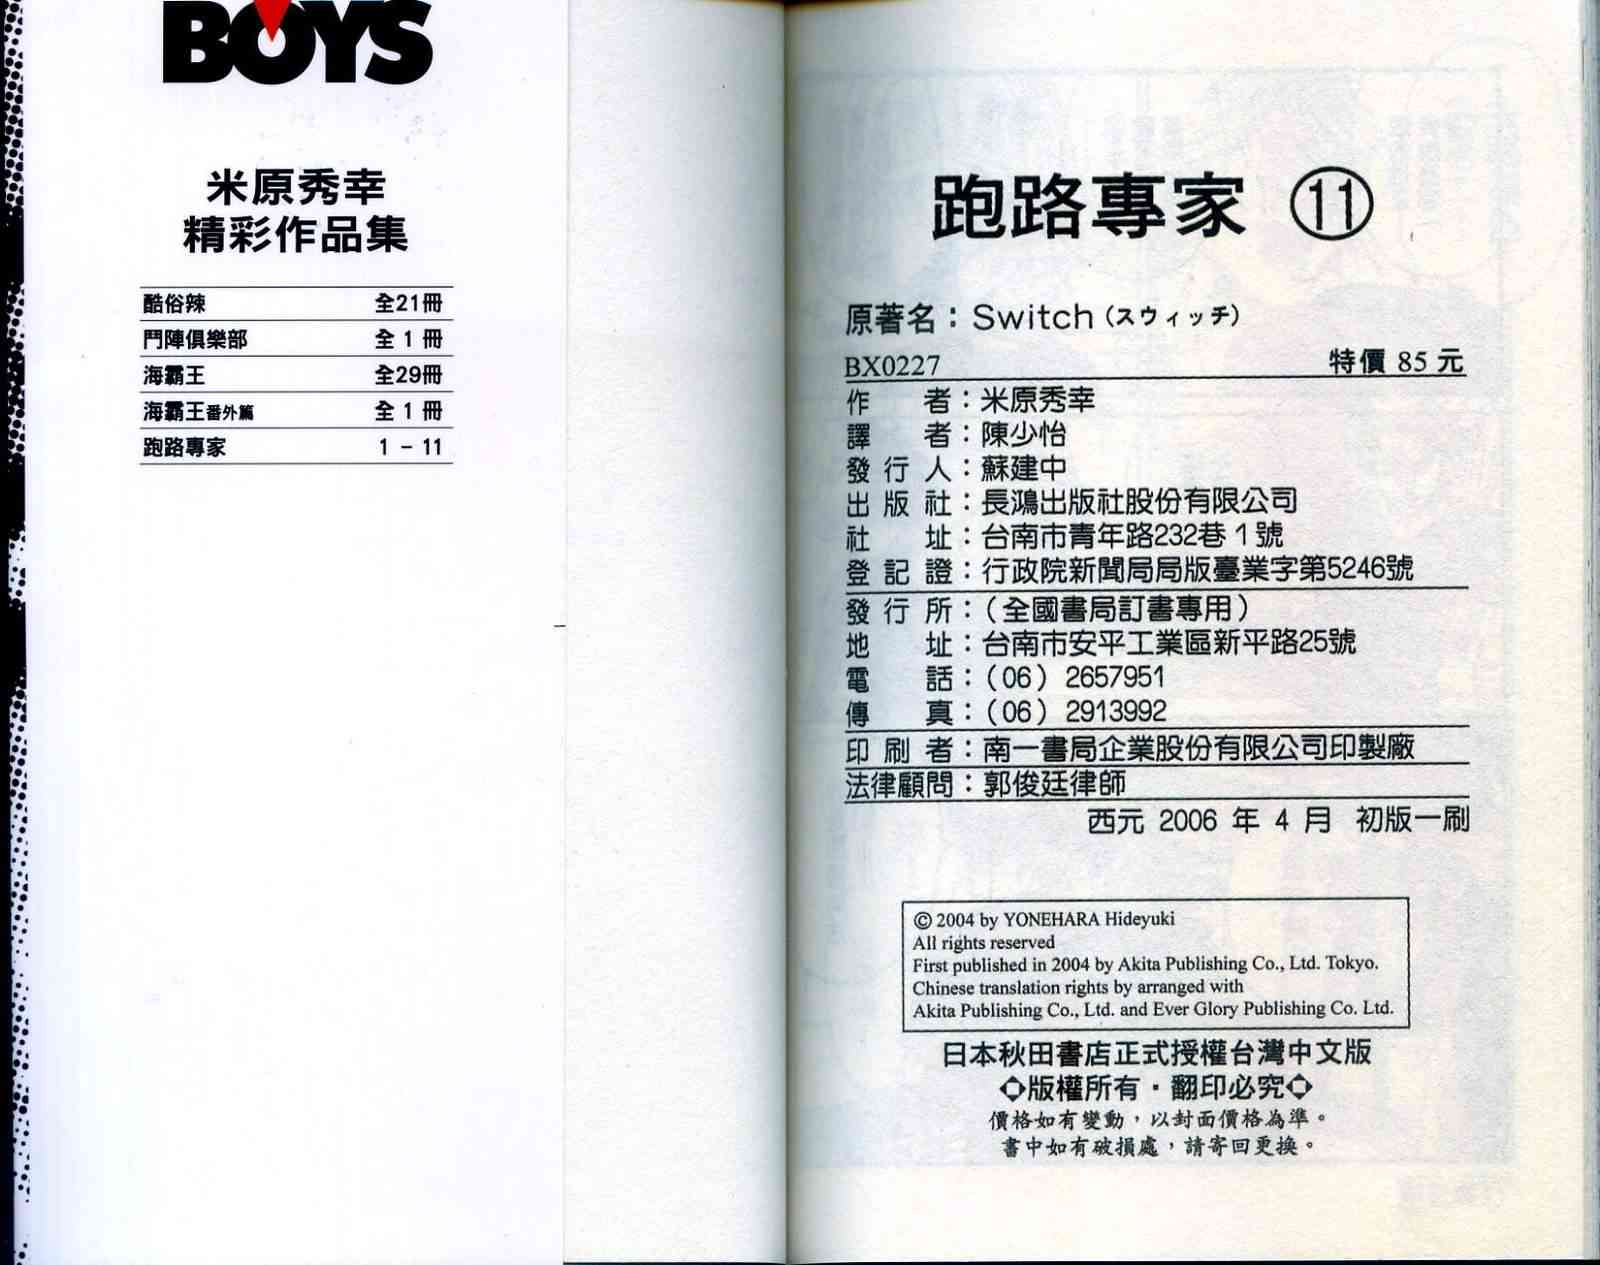 BOYS
米原秀幸
精彩作品集
酷俗辣 全21冊
鬥陣俱樂部 全 1 冊
海霸王 全29冊
海霸王番外篇 全 1 冊
跑路專家 1 - 11
跑路專家 ⑪
原著名：Switch（スウィッチ）
BX0227 特價 85 元
作者：米原秀幸
譯者：陳少怡
發行人：蘇建中
出版社：長鴻出版社股份有限公司
社址：台南市青年路232巷 1 號
登記證：行政院新聞局局版臺業字第5246號
發行所：（全國書局訂書專用）
地址：台南市安平工業區新平路25號
電話：（06） 2657951
傳真：（06） 2913992
印刷者：南一書局企業股份有限公司印製廠
法律顧問：郭俊廷律師
西元 2006 年 4 月 初版一刷
© 2004 by YONEHARA Hideyuki
All rights reserved
First published in 2004 by Akita Publishing Co., Ltd. Tokyo.
Chinese translation rights by arranged with
Akita Publishing Co., Ltd. and Ever Glory Publishing Co. Ltd.
日本秋田書店正式授權台灣中文版
◇版權所有・翻印必究◇
價格如有變動，以封面價格為準。
書中如有破損處，請寄回更換。